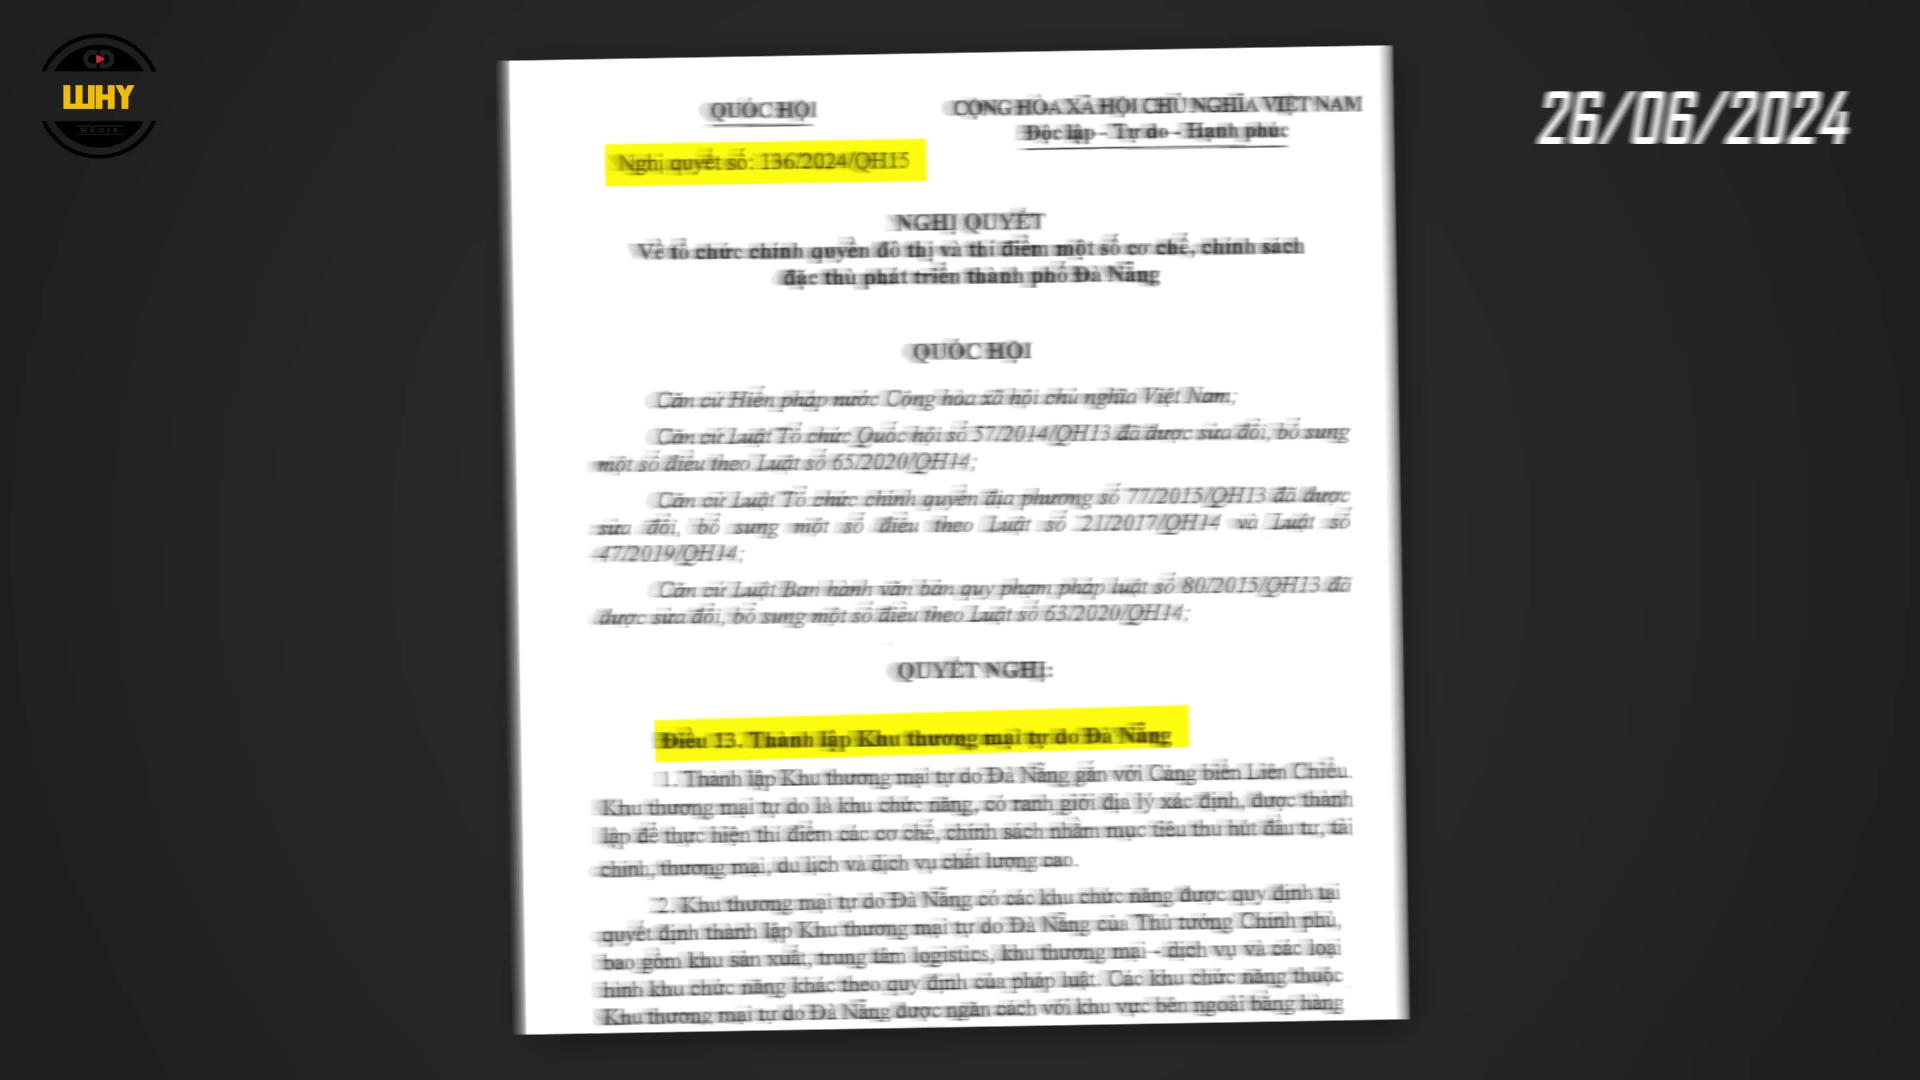 WHY
MEDIA
26/06/2024
QUỐC HỘI
CỘNG HÒA XÃ HỘI CHỦ NGHĨA VIỆT NAM
Độc lập - Tự do - Hạnh phúc
Nghị quyết số: 136/2024/QH15
NGHỊ QUYẾT
Về tổ chức chính quyền đô thị và thí điểm một số cơ chế, chính sách
đặc thù phát triển thành phố Đà Nẵng
QUỐC HỘI
Căn cứ Hiến pháp nước Cộng hòa xã hội chủ nghĩa Việt Nam;
Căn cứ Luật Tổ chức Quốc hội số 57/2014/QH13 đã được sửa đổi, bổ sung
một số điều theo Luật số 65/2020/QH14;
Căn cứ Luật Tổ chức chính quyền địa phương số 77/2015/QH13 đã được
sửa đổi, bổ sung một số điều theo Luật số 21/2017/QH14 và Luật số
47/2019/QH14;
Căn cứ Luật Ban hành văn bản quy phạm pháp luật số 80/2015/QH13 đã
được sửa đổi, bổ sung một số điều theo Luật số 63/2020/QH14;
QUYẾT NGHỊ:
Điều 13. Thành lập Khu thương mại tự do Đà Nẵng
1. Thành lập Khu thương mại tự do Đà Nẵng gắn với Cảng biển Liên Chiểu.
Khu thương mại tự do là khu chức năng, có ranh giới địa lý xác định, được thành
lập để thực hiện thí điểm các cơ chế, chính sách nhằm mục tiêu thu hút đầu tư, tài
chính, thương mại, du lịch và dịch vụ chất lượng cao.
2. Khu thương mại tự do Đà Nẵng có các khu chức năng được quy định tại
quyết định thành lập Khu thương mại tự do Đà Nẵng của Thủ tướng Chính phủ,
bao gồm khu sản xuất, trung tâm logistics, khu thương mại - dịch vụ và các loại
hình khu chức năng khác theo quy định của pháp luật. Các khu chức năng thuộc
Khu thương mại tự do Đà Nẵng được ngăn cách với khu vực bên ngoài bằng hàng